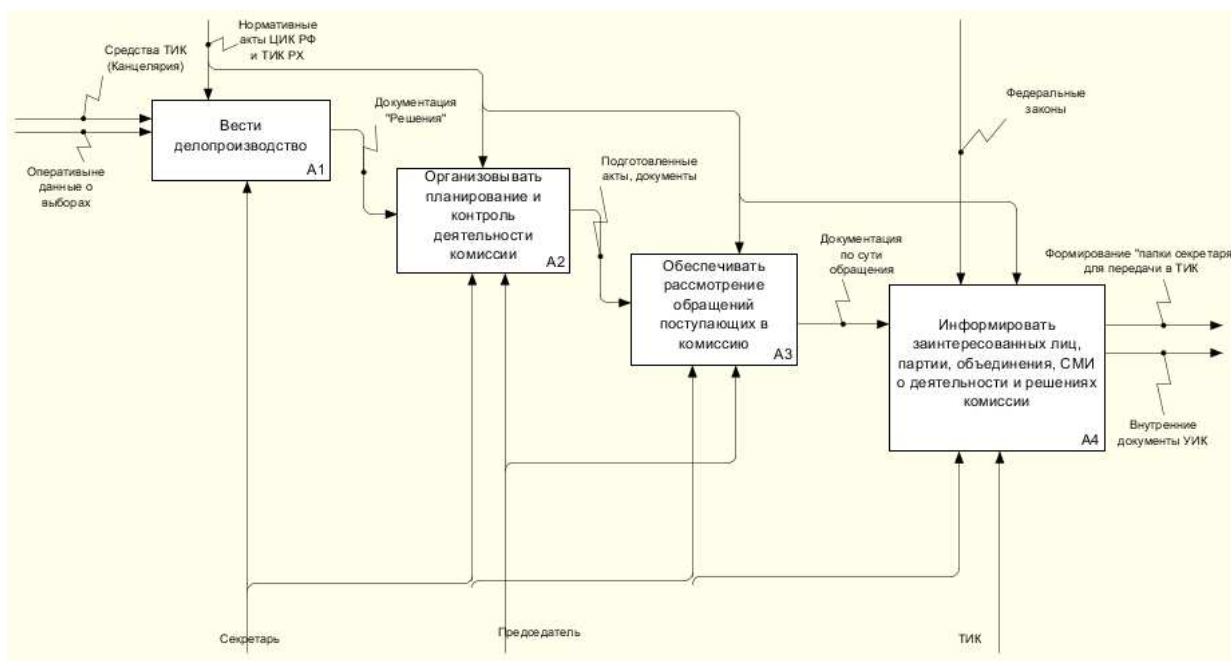 Нормативные
акты ЦИК РФ
и ТИК РХ
Средства ТИК
(Канцелярия)
Оперативыне
данные о
выборах
Вести
делопроизводство
A1
Документация
"Решения"
Организовывать
планирование и
контроль
деятельности
комиссии
A2
Подготовленные
акты, документы
Обеспечивать
рассмотрение
обращений
поступающих в
комиссию
A3
Документация
по сути
обращения
Федеральные
законы
Информировать
заинтересованных лиц,
партии, объединения, СМИ
о деятельности и решениях
комиссии
A4
Формирование "папки секретаря
для передачи в ТИК
Внутренние
документы УИК
Секретарь
Председатель
ТИК